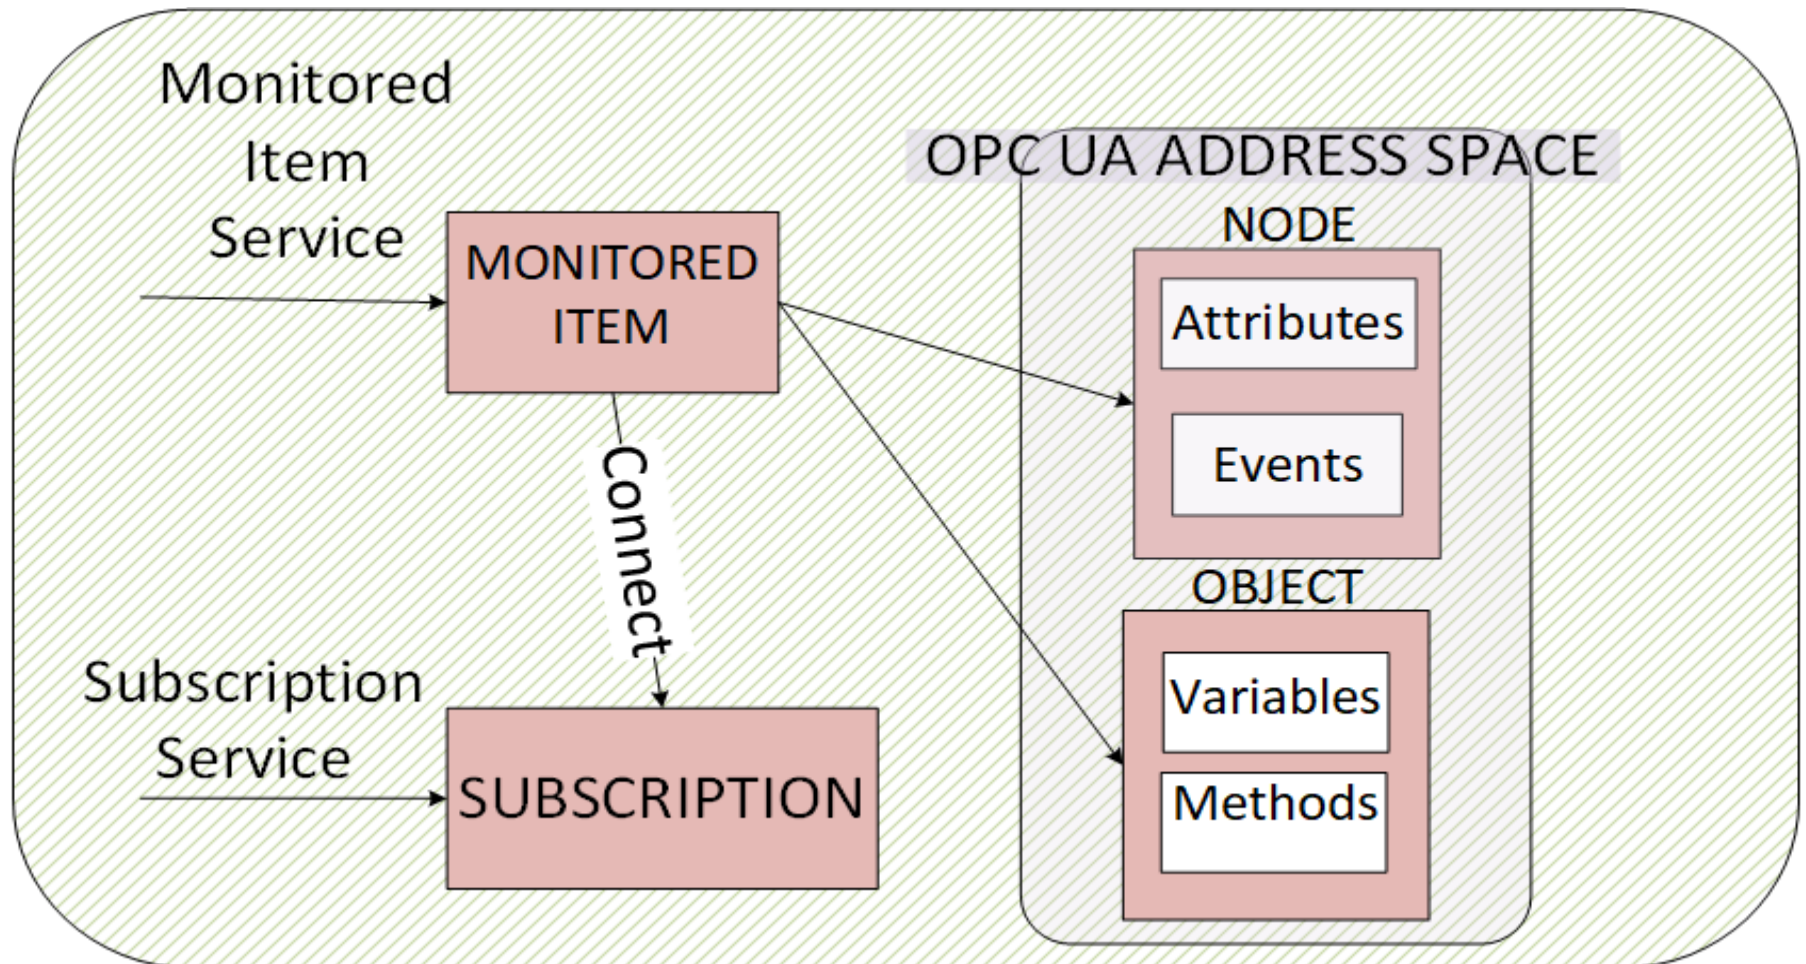 Monitored
Item
Service
MONITORED
ITEM
Connect
Subscription
Service
SUBSCRIPTION
OPC UA ADDRESS SPACE
NODE
Attributes
Events
OBJECT
Variables
Methods